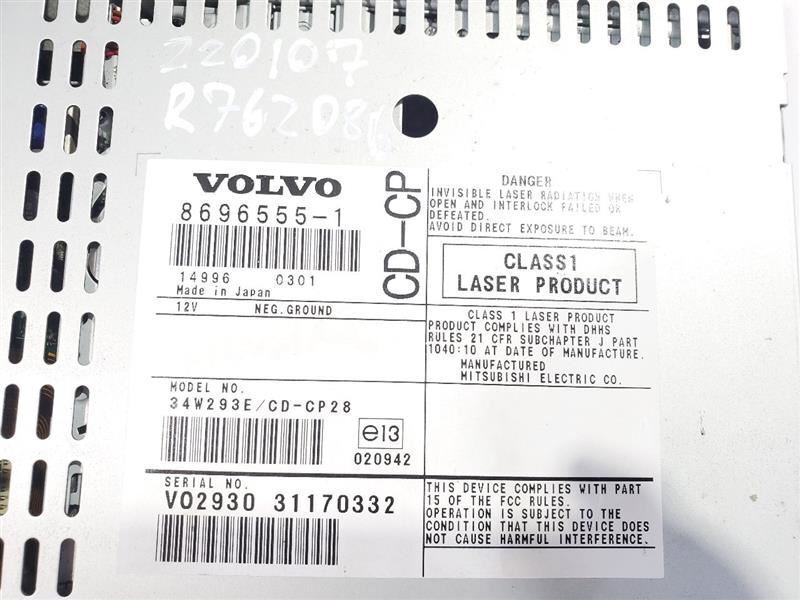 220107
R76208
VOLVO
8696555-1
14996 0301
Made in Japan
12V NEG.GROUND
CD-CP
DANGER
INVISIBLE LASER RADIATION WHEN
OPEN AND INTERLOCK FAILED OR
DEFEATED.
AVOID DIRECT EXPOSURE TO BEAM.
CLASS1
LASER PRODUCT
CLASS 1 LASER PRODUCT
PRODUCT COMPLIES WITH DHHS
RULES 21 CFR SUBCHAPTER J PART
1040:10 AT DATE OF MANUFACTURE.
MANUFACTURED
MITSUBISHI ELECTRIC CO.
MODEL NO.
34W293E/CD-CP28
e13
020942
SERIAL NO.
V02930 31170332
THIS DEVICE COMPLIES WITH PART
15 OF THE FCC RULES.
OPERATION IS SUBJECT TO THE
CONDITION THAT THIS DEVICE DOES
NOT CAUSE HARMFUL INTERFERENCE.